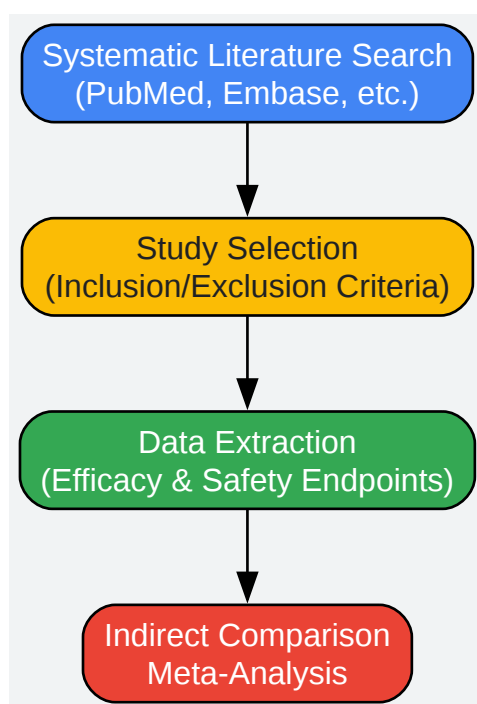 Systematic Literature Search
(PubMed, Embase, etc.)
Study Selection
(Inclusion/Exclusion Criteria)
Data Extraction
(Efficacy & Safety Endpoints)
Indirect Comparison
Meta-Analysis